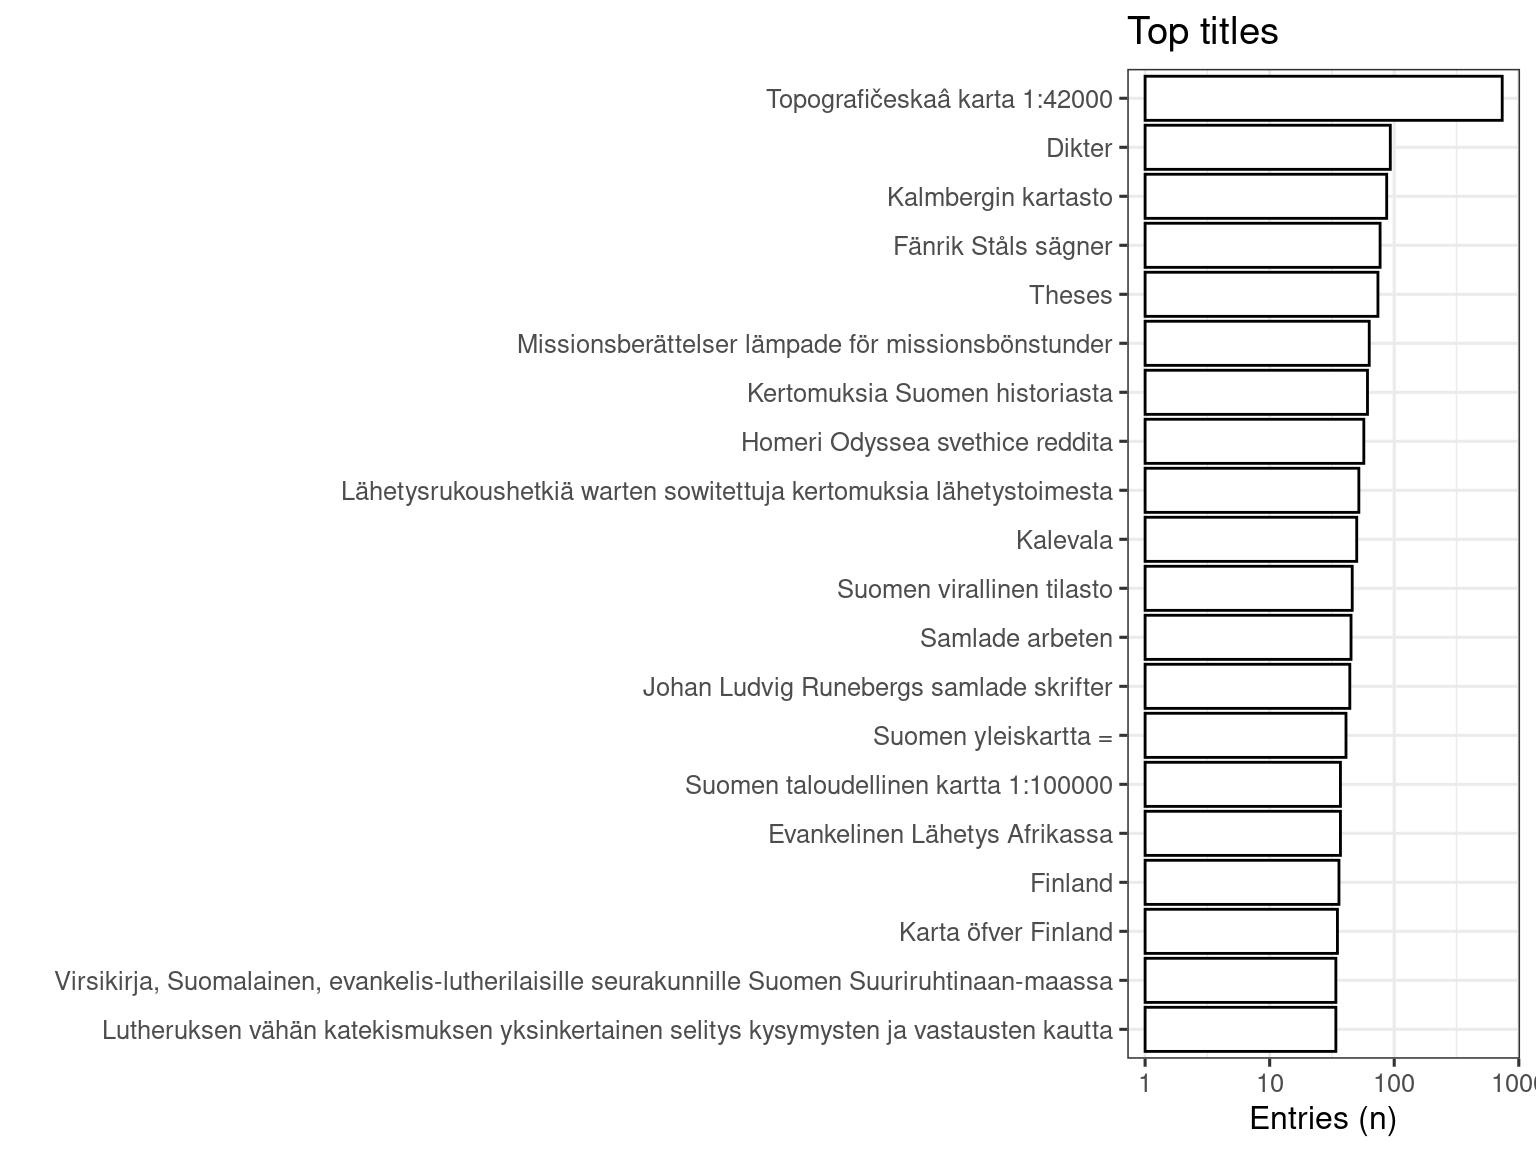 Top titles
Topografičeskaâ karta 1:42000
Dikter
Kalmbergin kartasto
Fänrik Ståls sägner
Theses
Missionsberättelser lämpade för missionsbönstunder
Kertomuksia Suomen historiasta
Homeri Odyssea svethice reddita
Lähetysrukoushetkiä warten sowitettuja kertomuksia lähetystoimesta
Kalevala
Suomen virallinen tilasto
Samlade arbeten
Johan Ludvig Runebergs samlade skrifter
Suomen yleiskartta =
Suomen taloudellinen kartta 1:100000
Evankelinen Lähetys Afrikassa
Finland
Karta öfver Finland
Virsikirja, Suomalainen, evankelis-lutherilaisille seurakunnille Suomen Suuriruhtinaan-maassa
Lutheruksen vähän katekismuksen yksinkertainen selitys kysymysten ja vastausten kautta
1 10 100
Entries (n)